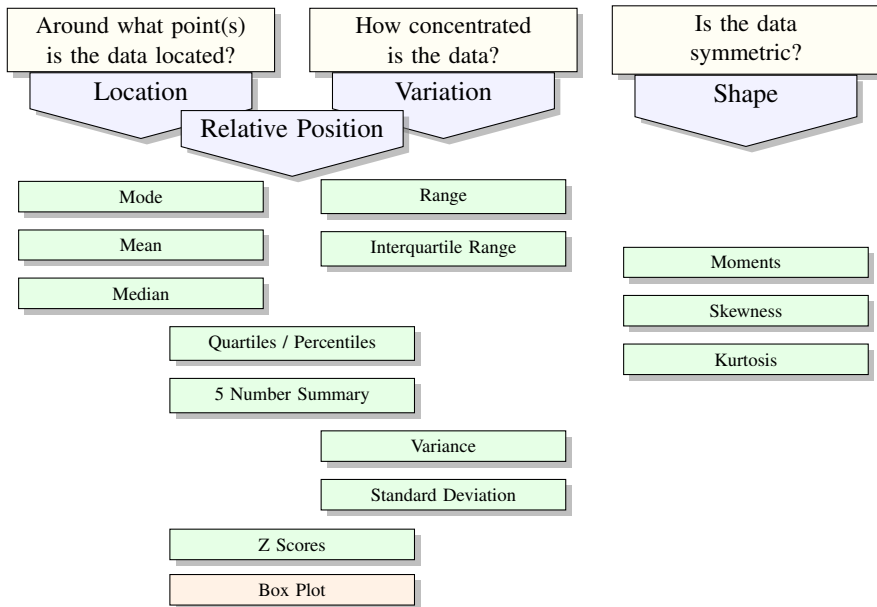 Around what point(s)
is the data located?
How concentrated
is the data?
Is the data
symmetric?
Location
Variation
Shape
Relative Position
Mode
Range
Mean
Interquartile Range
Moments
Median
Skewness
Quartiles / Percentiles
Kurtosis
5 Number Summary
Variance
Standard Deviation
Z Scores
Box Plot